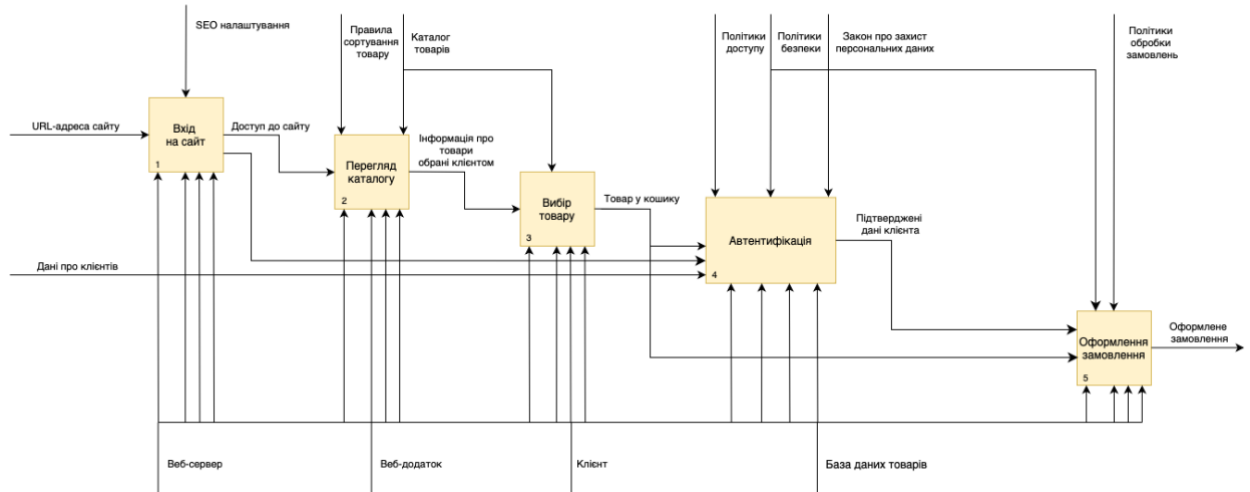 SEO налаштування
Правила
сортування
товару
Каталог
товарів
Політики
доступу
Політики
безпеки
Закон про захист
персональних даних
Політики
обробки
замовлень
URL-адреса сайту
Вхід
на сайт
1
Доступ до сайту
Перегляд
каталогу
2
Інформація про
товари
обрані клієнтом
Вибір
товару
3
Товар у кошику
Автентифікація
4
Підтверджені
дані клієнта
Дані про клієнтів
Оформлення
замовлення
5
Оформлене
замовлення
Веб-сервер
Веб-додаток
Клієнт
База даних товарів